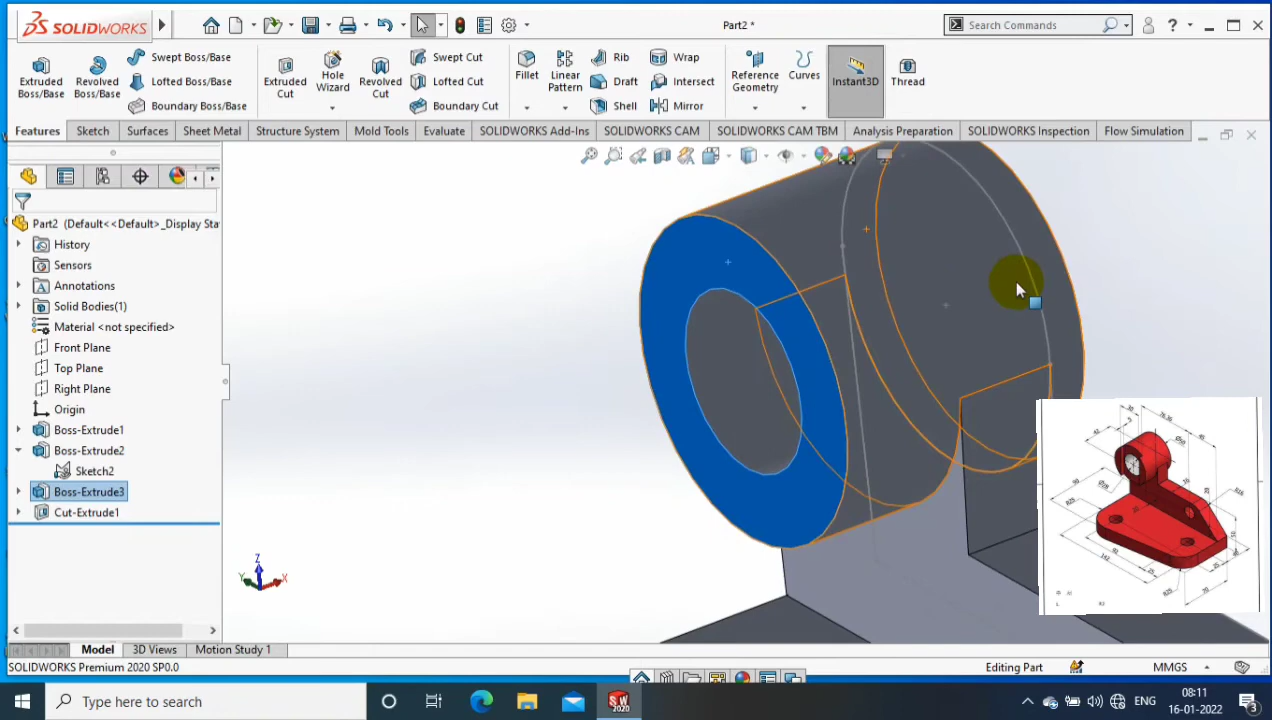 SOLIDWORKS
Part2 *
Search Commands
Extruded Boss/Base
Revolved Boss/Base
Swept Boss/Base
Lofted Boss/Base
Boundary Boss/Base
Extruded Cut
Hole Wizard
Revolved Cut
Swept Cut
Lofted Cut
Boundary Cut
Fillet
Linear Pattern
Rib
Draft
Shell
Wrap
Intersect
Mirror
Reference Geometry
Curves
Instant3D
Thread
Features
Sketch
Surfaces
Sheet Metal
Structure System
Mold Tools
Evaluate
SOLIDWORKS Add-Ins
SOLIDWORKS CAM
SOLIDWORKS CAM TBM
Analysis Preparation
SOLIDWORKS Inspection
Flow Simulation
Part2 (Default<<Default>_Display Sta
History
Sensors
Annotations
Solid Bodies(1)
Material <not specified>
Front Plane
Top Plane
Right Plane
Origin
Boss-Extrude1
Boss-Extrude2
Sketch2
Boss-Extrude3
Cut-Extrude1
Z
Y
X
Model
3D Views
Motion Study 1
SOLIDWORKS Premium 2020 SP0.0
Editing Part
MMGS
Type here to search
SW
2020
ENG
08:11
16-01-2022
3